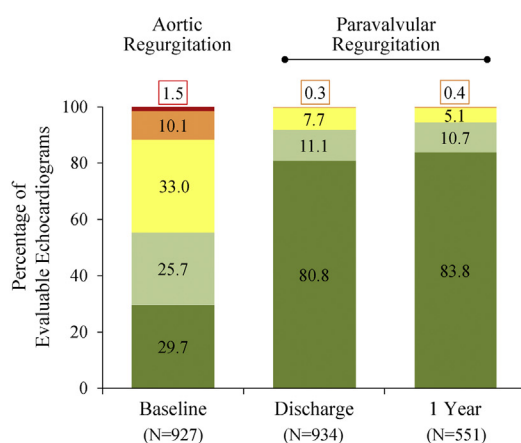 Aortic
Regurgitation
Paravalvular
Regurgitation
1.5
0.3
0.4
Percentage of
Evaluable Echocardiograms
100
80
60
40
20
0
10.1
33.0
25.7
29.7
7.7
11.1
80.8
5.1
10.7
83.8
Baseline
(N=927)
Discharge
(N=934)
1 Year
(N=551)